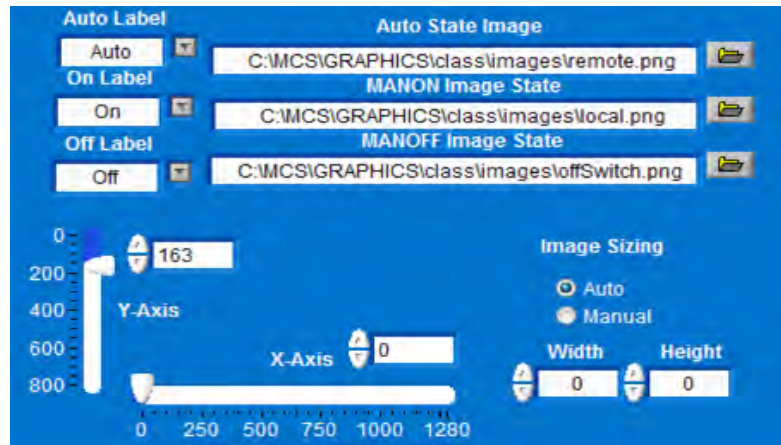 Auto Label
Auto State Image
Auto
C:\MCS\GRAPHICS\class\images\remote.png
On Label
MANON Image State
On
C:\MCS\GRAPHICS\class\images\local.png
Off Label
MANOFF Image State
Off
C:\MCS\GRAPHICS\class\images\offSwitch.png
0
200
400
600
800
163
Y-Axis
X-Axis
0
0 250 500 750 1000 1280
Image Sizing
Auto
Manual
Width Height
0 0